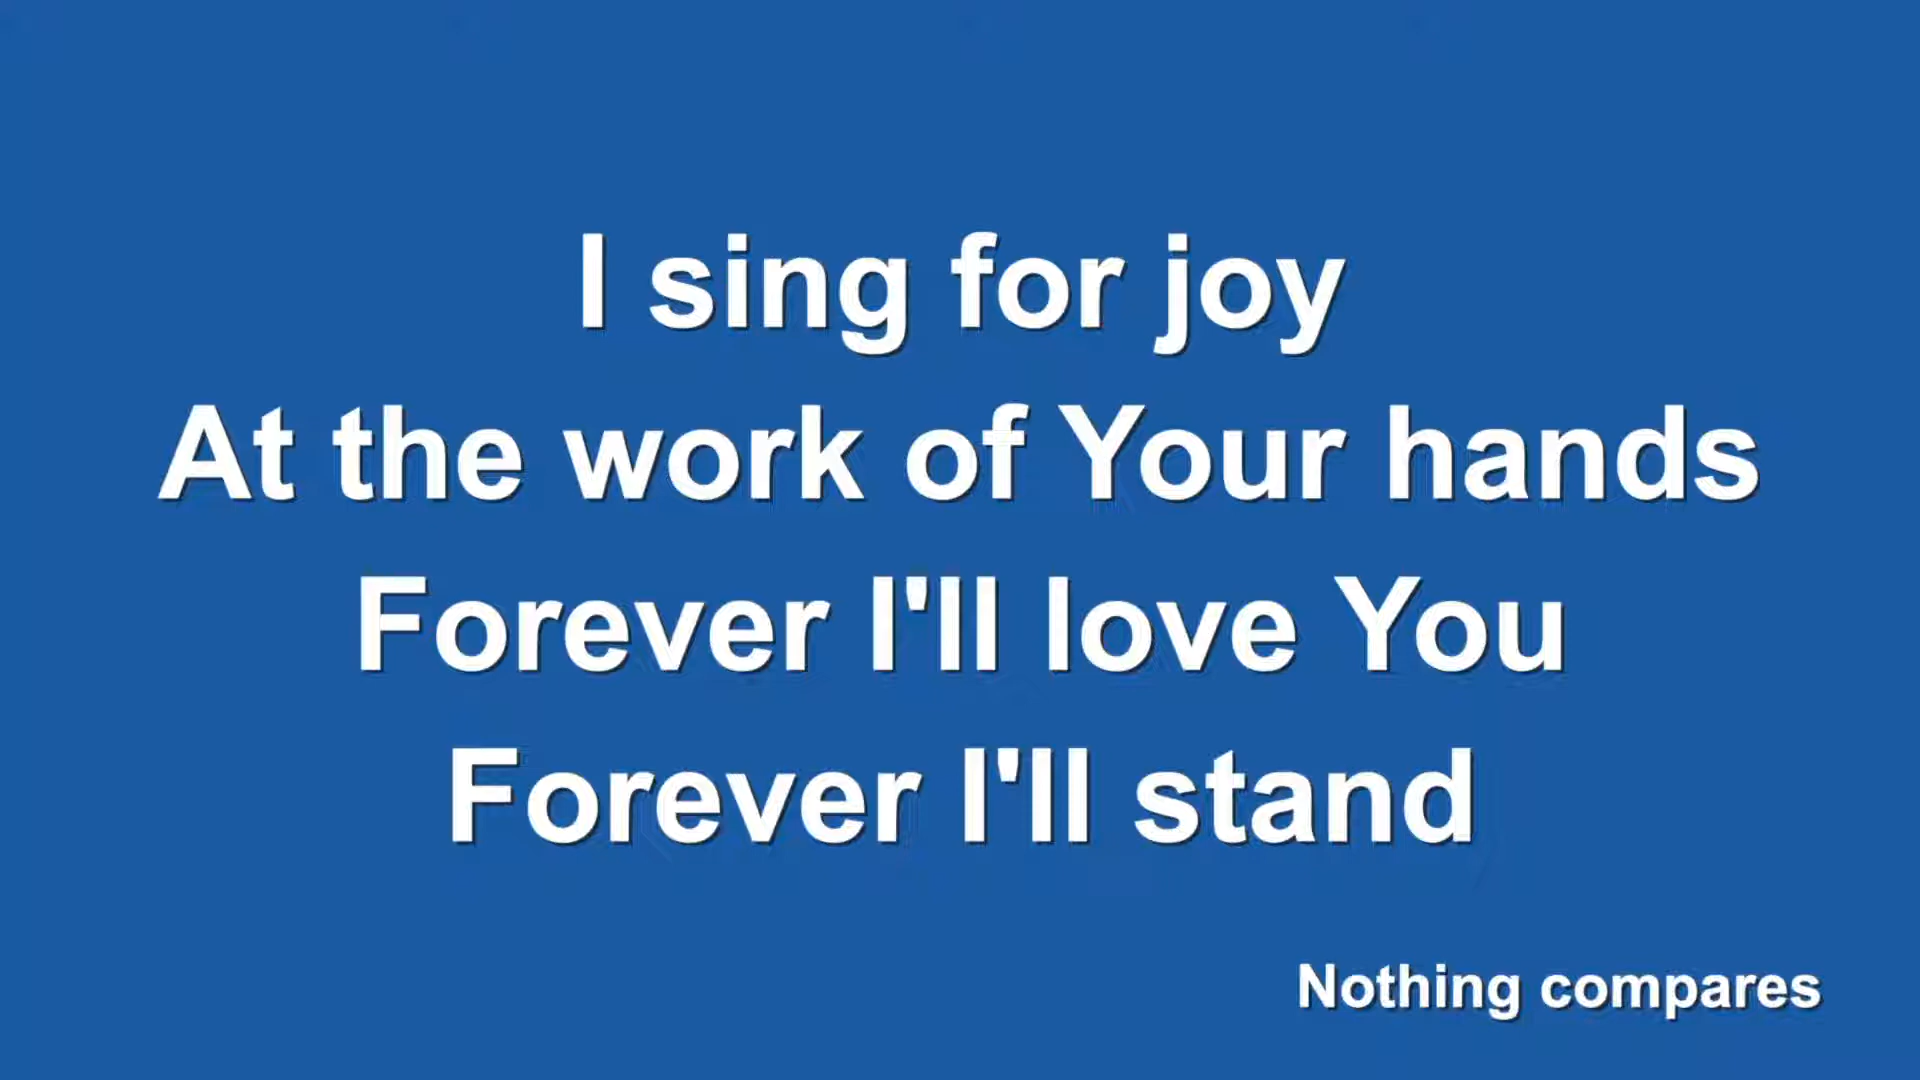 I sing for joy
At the work of Your hands
Forever I'll love You
Forever I'll stand
Nothing compares